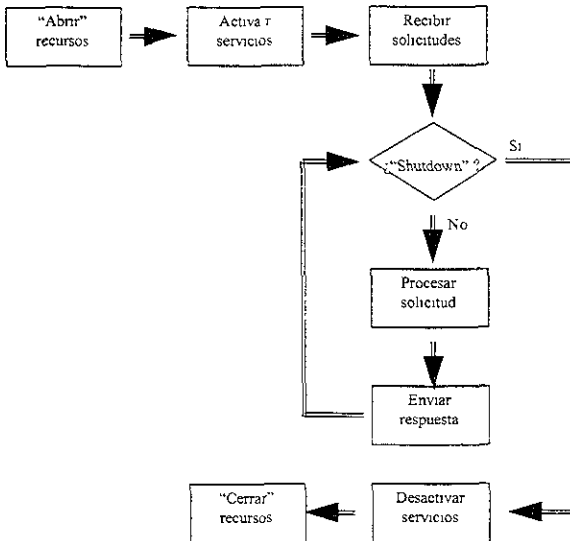 “Abrir”
recursos
Activar
servicios
Recibir
solicitudes
¿“Shutdown” ?
Si
No
Procesar
solicitud
Enviar
respuesta
“Cerrar”
recursos
Desactivar
servicios